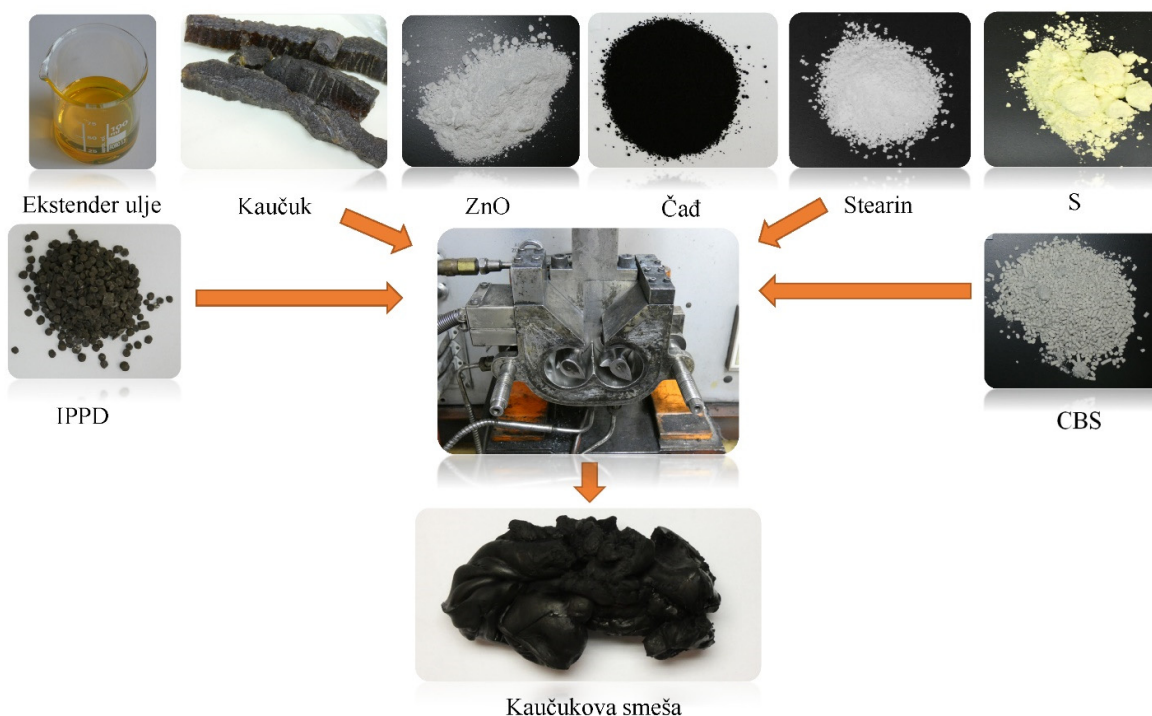 Ekstender ulje
Kaučuk
ZnO
Čađ
Stearin
S
IPPD
CBS
Kaučukova smeša